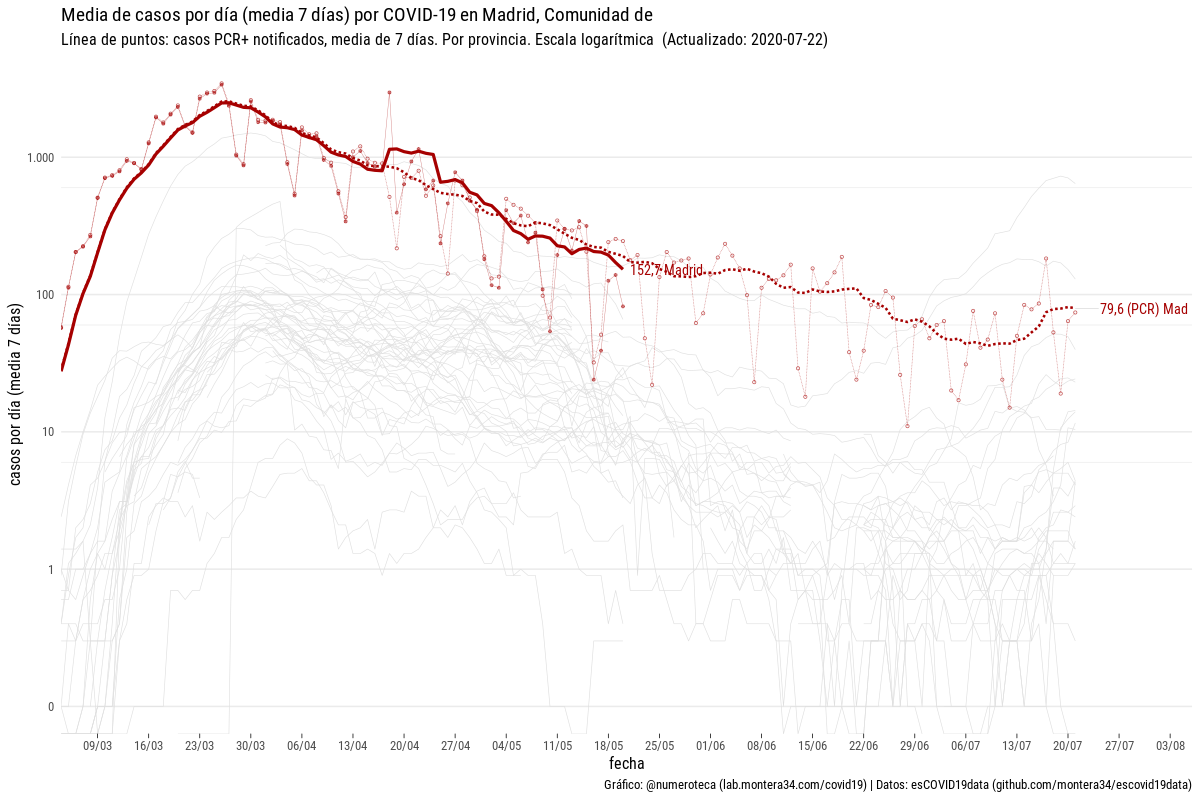 Media de casos por día (media 7 días) por COVID-19 en Madrid, Comunidad de
Línea de puntos: casos PCR+ notificados, media de 7 días. Por provincia. Escala logarítmica  (Actualizado: 2020-07-22)
casos por día (media 7 días)
1.000
100
10
1
0
152,7 Madrid
79,6 (PCR) Mad
09/03 16/03 23/03 30/03 06/04 13/04 20/04 27/04 04/05 11/05 18/05 25/05 01/06 08/06 15/06 22/06 29/06 06/07 13/07 20/07 27/07 03/08
fecha
Gráfico: @numeroteca (lab.montera34.com/covid19) | Datos: esCOVID19data (github.com/montera34/escovid19data)